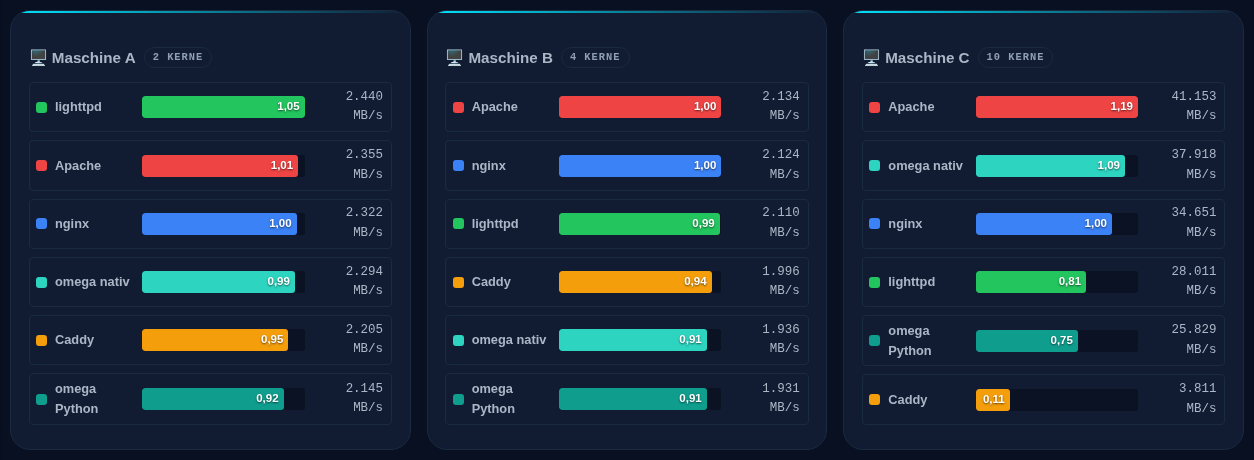 Maschine A 2 KERNE
lighttpd 1,05 2.440 MB/s
Apache 1,01 2.355 MB/s
nginx 1,00 2.322 MB/s
omega nativ 0,99 2.294 MB/s
Caddy 0,95 2.205 MB/s
omega Python 0,92 2.145 MB/s
Maschine B 4 KERNE
Apache 1,00 2.134 MB/s
nginx 1,00 2.124 MB/s
lighttpd 0,99 2.110 MB/s
Caddy 0,94 1.996 MB/s
omega nativ 0,91 1.936 MB/s
omega Python 0,91 1.931 MB/s
Maschine C 10 KERNE
Apache 1,19 41.153 MB/s
omega nativ 1,09 37.918 MB/s
nginx 1,00 34.651 MB/s
lighttpd 0,81 28.011 MB/s
omega Python 0,75 25.829 MB/s
Caddy 0,11 3.811 MB/s